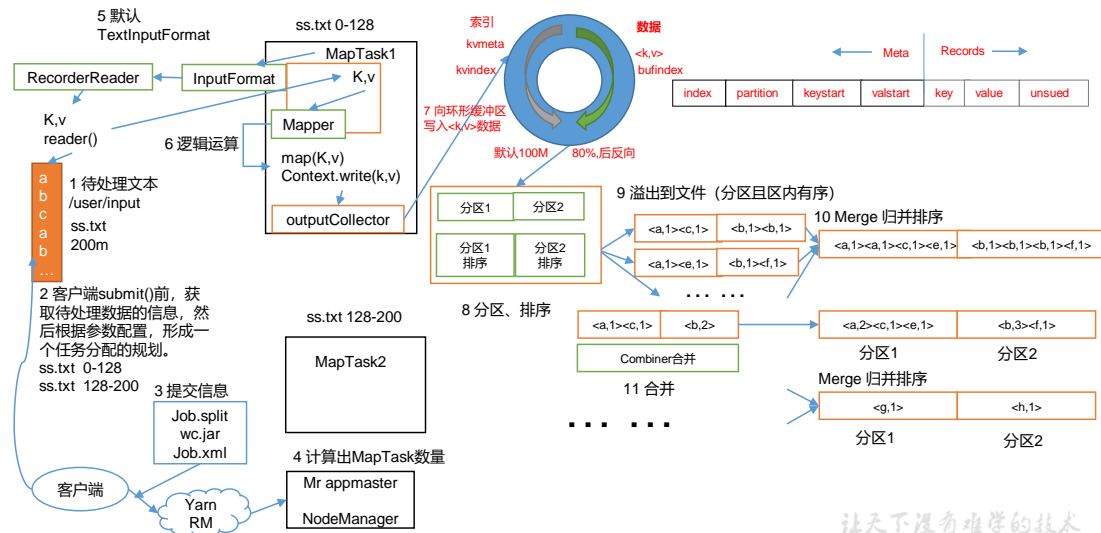 5 默认
TextInputFormat
ss.txt 0-128
MapTask1
RecorderReader
InputFormat
K,v
Mapper
K,v
reader()
6 逻辑运算
map(K,v)
Context.write(k,v)
outputCollector
a
b
c
a
b
…
1 待处理文本
/user/input
ss.txt
200m
2 客户端submit()前，获
取待处理数据的信息，然
后根据参数配置，形成一
个任务分配的规划。
ss.txt 0-128
ss.txt 128-200
3 提交信息
Job.split
wc.jar
Job.xml
客户端
Yarn
RM
ss.txt 128-200
MapTask2
4 计算出MapTask数量
Mr appmaster
NodeManager
索引
kvmeta
kvindex
数据
<k,v>
bufindex
7 向环形缓冲区
写入<k,v>数据
默认100M
80%,后反向
Meta
Records
index
partition
keystart
valstart
key
value
unsued
分区1
分区2
分区1
排序
分区2
排序
8 分区、排序
9 溢出到文件（分区且区内有序）
<a,1><c,1>
<b,1><b,1>
<a,1><e,1>
<b,1><f,1>
… …
10 Merge 归并排序
<a,1><a,1><c,1><e,1>
<b,1><b,1><b,1><f,1>
<a,1><c,1>
<b,2>
Combiner合并
11 合并
<a,2><c,1><e,1>
<b,3><f,1>
分区1
分区2
Merge 归并排序
… …
<g,1>
<h,1>
分区1
分区2
让天下没有难学的技术